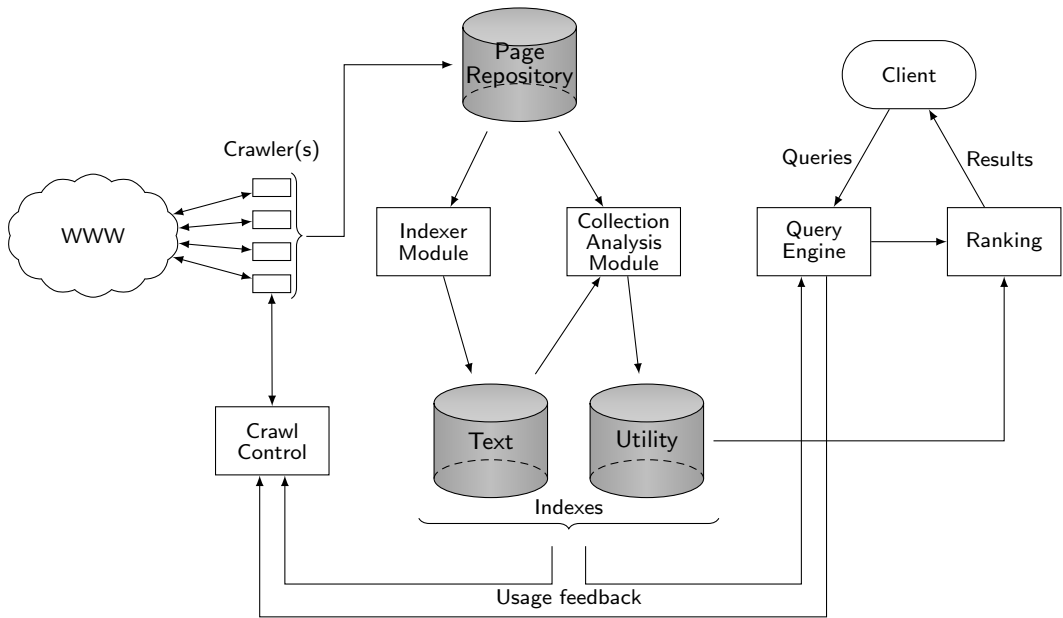 Page
Repository
Client
Crawler(s)
Queries
Results
WWW
Indexer
Module
Collection
Analysis
Module
Query
Engine
Ranking
Crawl
Control
Text
Utility
Indexes
Usage feedback